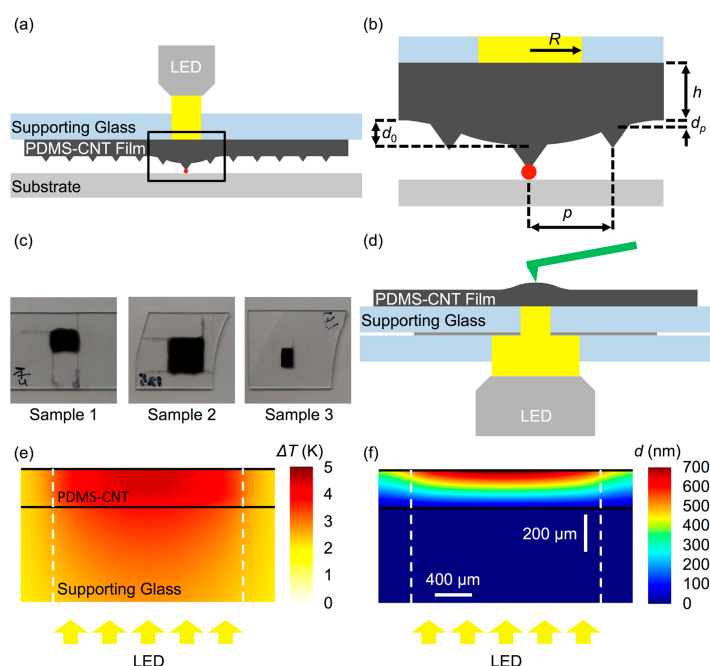 (a)
LED
Supporting Glass
PDMS-CNT Film
Substrate
(b)
R
h
d0
dp
p
(c)
Sample 1
Sample 2
Sample 3
(d)
PDMS-CNT Film
Supporting Glass
LED
(e)
ΔT (K)
5
4
3
2
1
0
PDMS-CNT
Supporting Glass
LED
(f)
d (nm)
700
600
500
400
300
200
100
0
200 µm
400 µm
LED